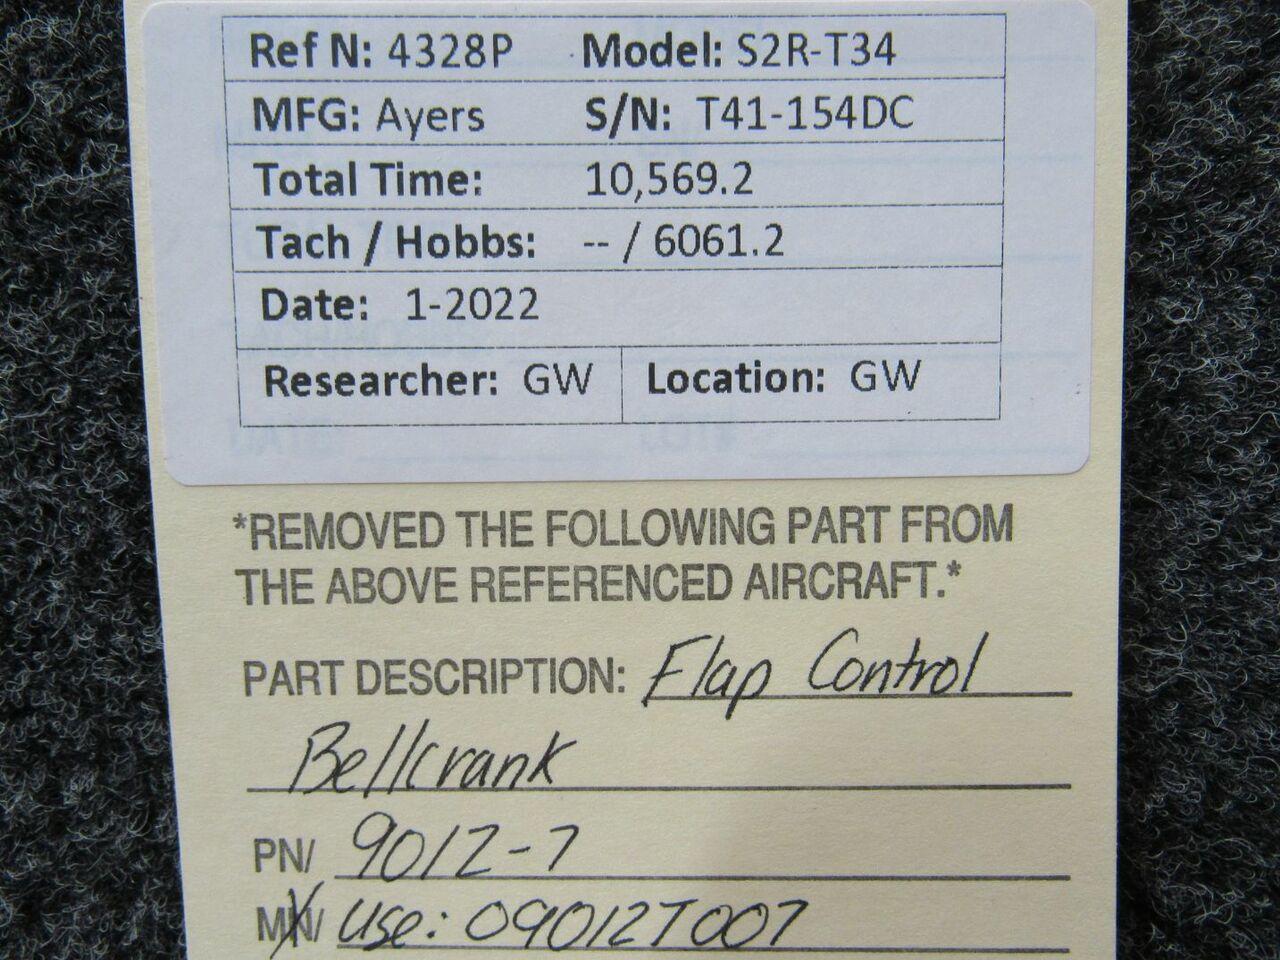 Ref N: 4328P Model: S2R-T34
MFG: Ayers S/N: T41-154DC
Total Time: 10,569.2
Tach / Hobbs: -- / 6061.2
Date: 1-2022
Researcher: GW Location: GW
*REMOVED THE FOLLOWING PART FROM
THE ABOVE REFERENCED AIRCRAFT.*
PART DESCRIPTION: Flap Control
Bellcrank
PN/ 9012-7
MN/ Use: 09012T007